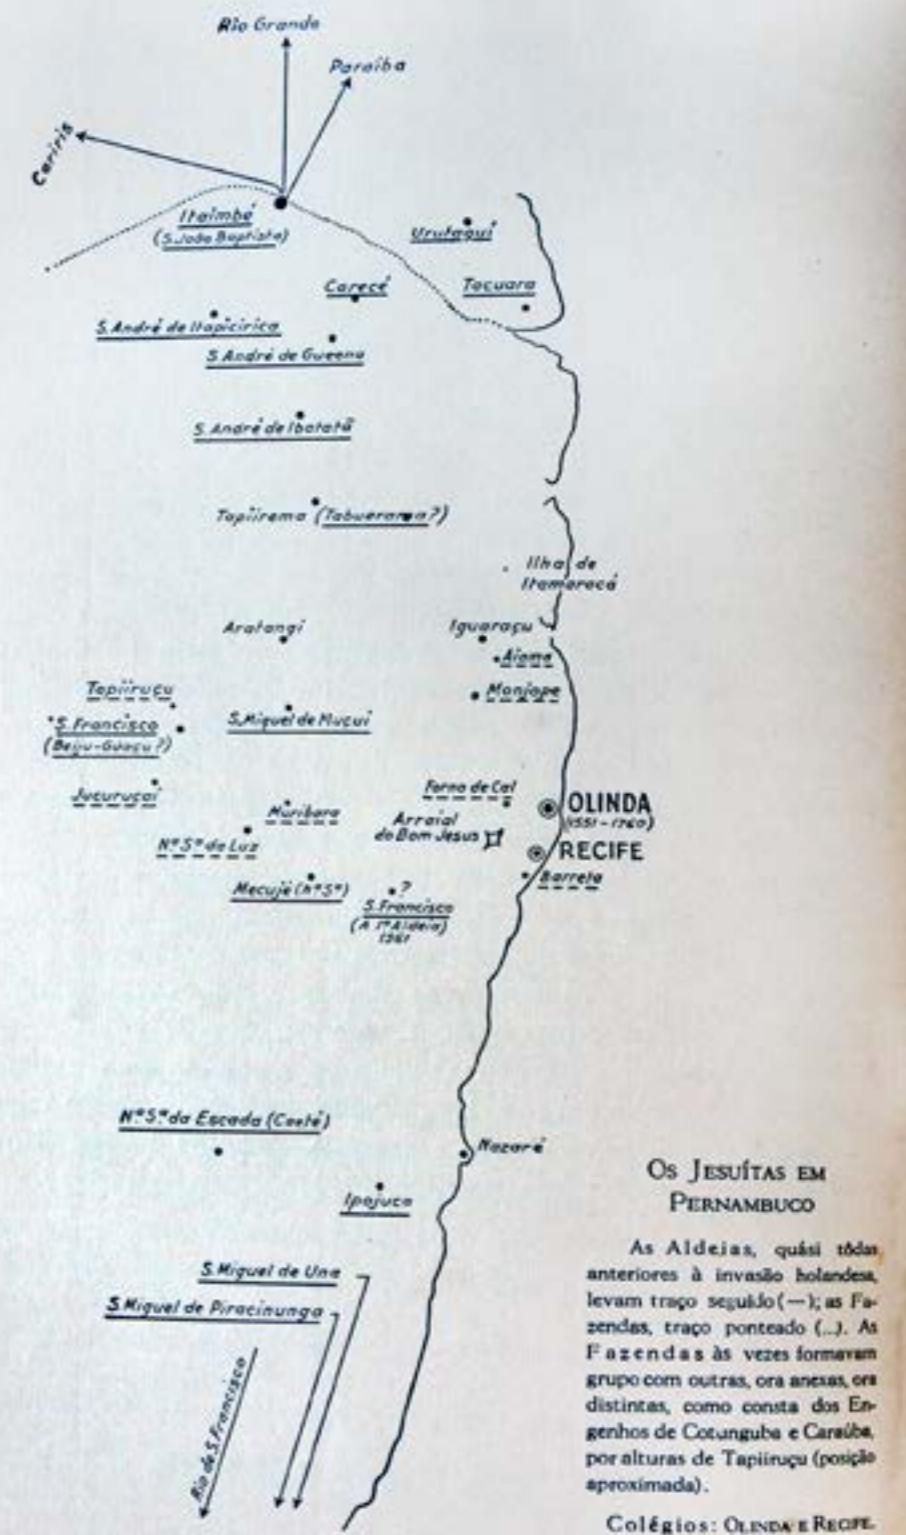 Rio Grande
Paraíba
Cariris
Itaimbé
(S. João Baptista)
Urutaguí
Carecé
Tacuara
S. André de Itapicirica
S. André de Gueena
S. André de Ibatatã
Tapiirema (Tabuerama?)
Ilha de
Itamaracá
Aratangí
Iguaraçu
Aiama
Tapiiruçu
Monjope
S. Francisco
(Beiju-Guaçu?)
S. Miguel de Muçuí
Jucuruçaí
Forno de Cal
OLINDA
(1551-1760)
Muribara
Arraial
do Bom Jesus
Nª Sª da Luz
RECIFE
Barreta
Mecujé (Nª Sª)
?
S. Francisco
(A 1ª Aldeia)
1561
Nª Sª da Escada (Caeté)
Nazaré
Ipojuca
S. Miguel de Una
S. Miguel de Piracinunga
Rio de S. Francisco
OS JESUÍTAS EM
PERNAMBUCO
As Aldeias, quási tôdas
anteriores à invasão holandesa,
levam traço seguido (—); as Fa-
zendas, traço ponteado (...). As
Fazendas às vezes formavam
grupo com outras, ora anexas, ora
distintas, como consta dos En-
genhos de Cotunguba e Caraúba,
por alturas de Tapiiruçu (posição
aproximada).
Colégios: OLINDA E RECIFE.